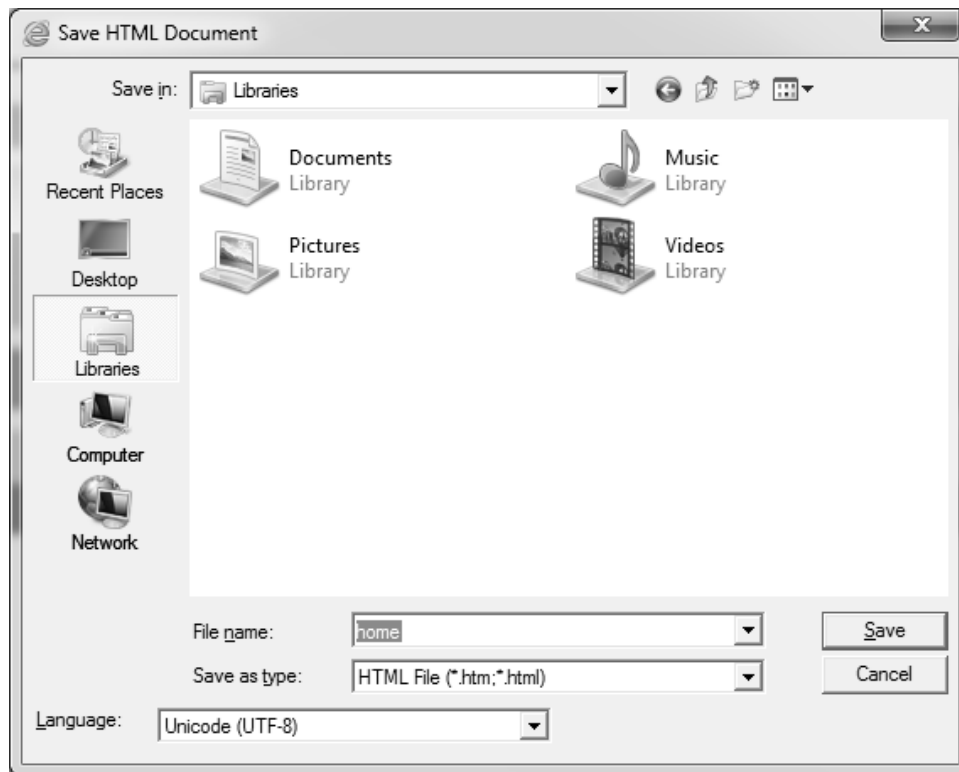 Save HTML Document
X
Save in: Libraries
Recent Places
Desktop
Libraries
Computer
Network
Documents
Library
Music
Library
Pictures
Library
Videos
Library
File name: home
Save
Save as type: HTML File (*.htm;*.html)
Cancel
Language: Unicode (UTF-8)